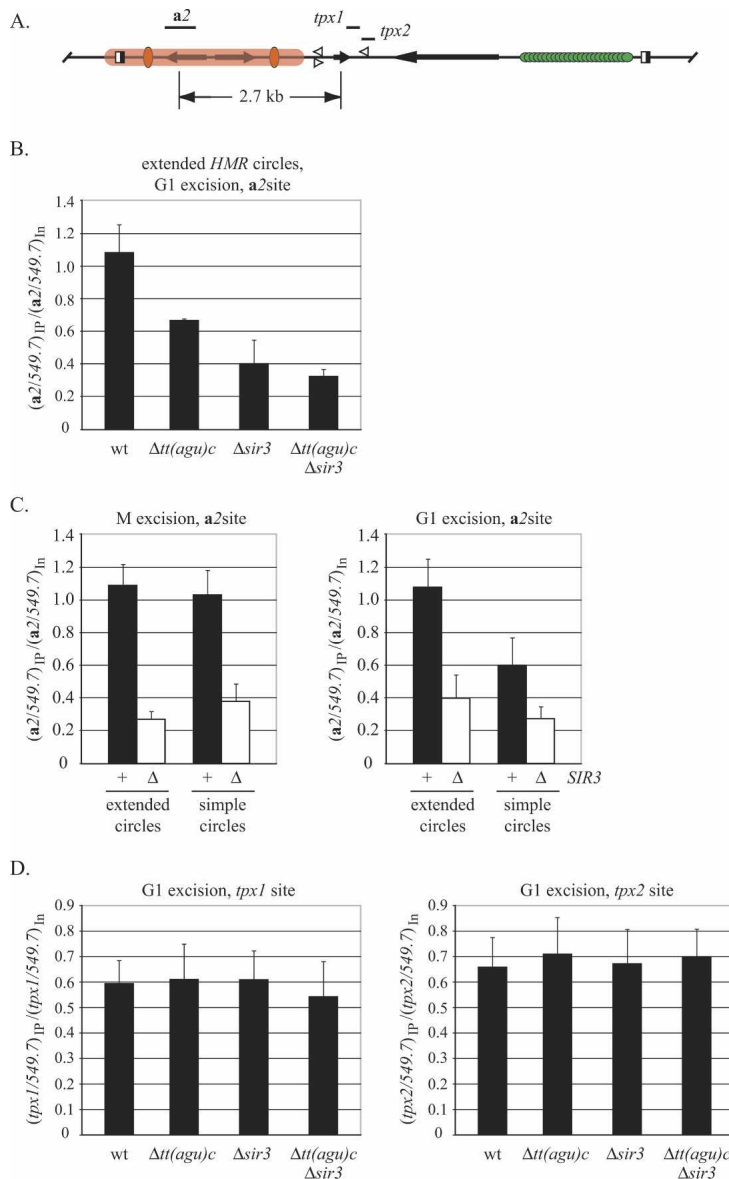 A.
a2
tpx1
tpx2
2.7 kb
B.
extended HMR circles,
G1 excision, a2site
(a2/549.7)IP/(a2/549.7)In
1.4
1.2
1.0
0.8
0.6
0.4
0.2
0
wt
Δtt(agu)c
Δsir3
Δtt(agu)c
Δsir3
C.
M excision, a2site
(a2/549.7)IP/(a2/549.7)In
1.4
1.2
1.0
0.8
0.6
0.4
0.2
0
+ Δ + Δ
extended
circles
simple
circles
G1 excision, a2site
(a2/549.7)IP/(a2/549.7)In
1.4
1.2
1.0
0.8
0.6
0.4
0.2
0
+ Δ + Δ SIR3
extended
circles
simple
circles
D.
G1 excision, tpx1 site
(tpx1/549.7)IP/(tpx1/549.7)In
0.9
0.8
0.7
0.6
0.5
0.4
0.3
0.2
0.1
0
wt
Δtt(agu)c
Δsir3
Δtt(agu)c
Δsir3
G1 excision, tpx2 site
(tpx2/549.7)IP/(tpx2/549.7)In
0.9
0.8
0.7
0.6
0.5
0.4
0.3
0.2
0.1
0
wt
Δtt(agu)c
Δsir3
Δtt(agu)c
Δsir3